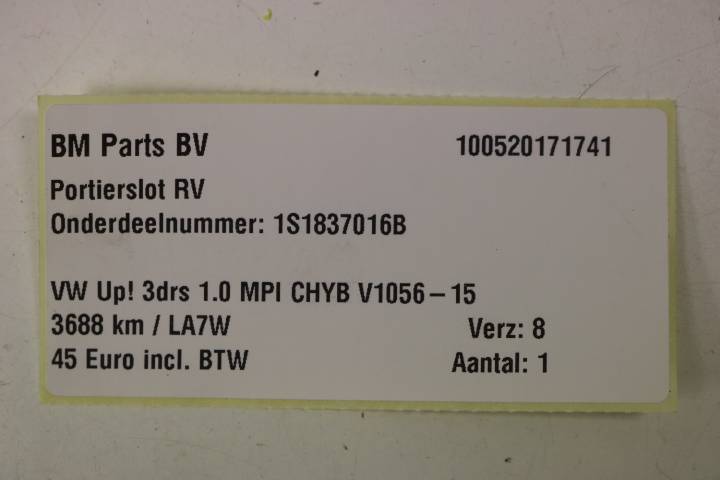 BM Parts BV 100520171741
Portierslot RV
Onderdeelnummer: 1S1837016B
VW Up! 3drs 1.0 MPI CHYB V1056-15
3688 km / LA7W Verz: 8
45 Euro incl. BTW Aantal: 1